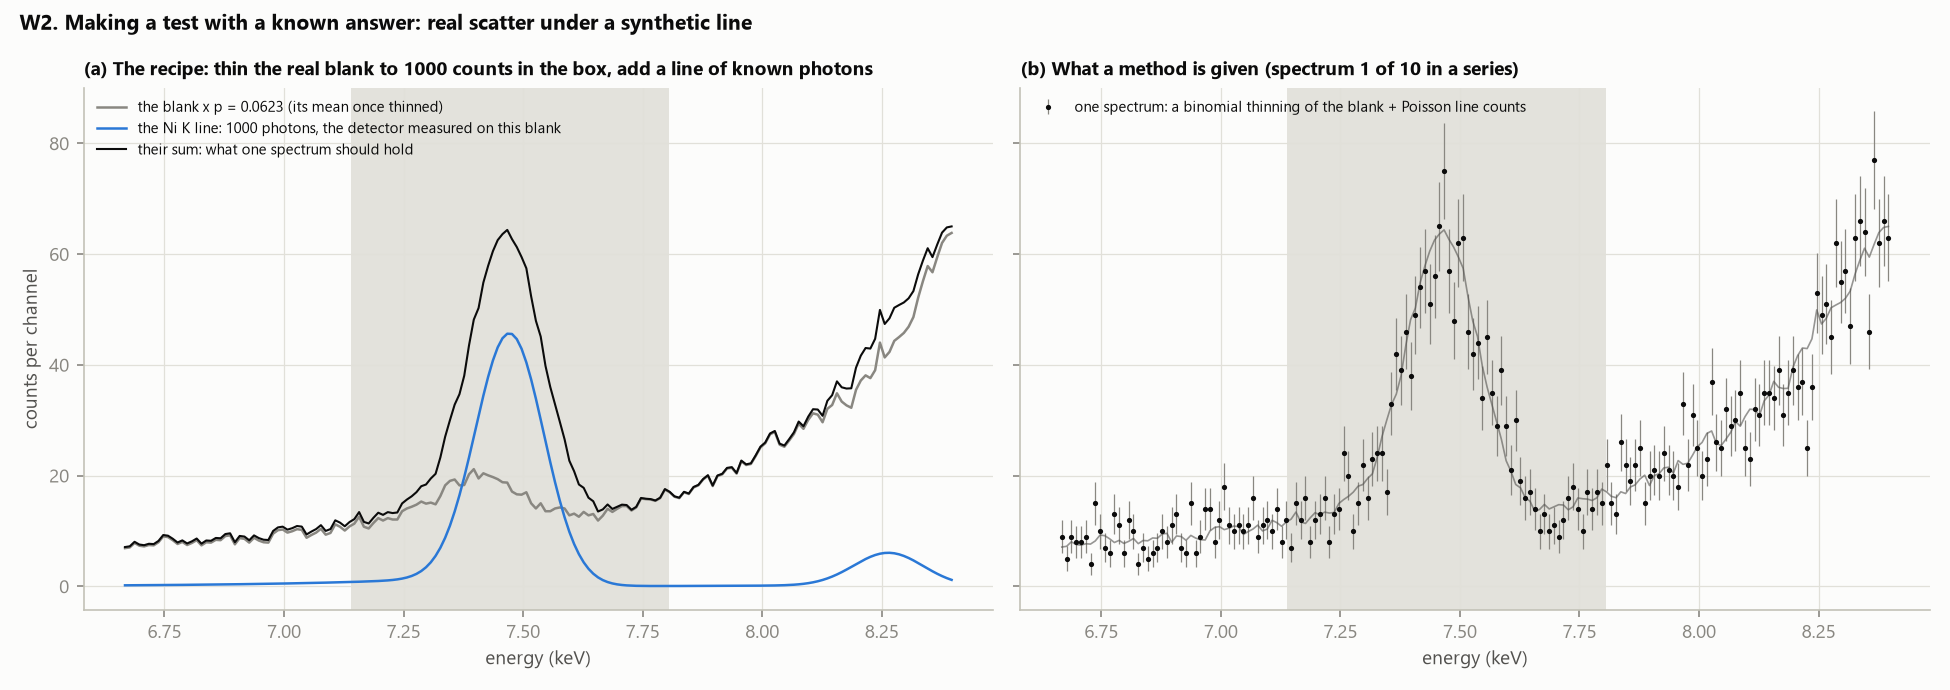 W2. Making a test with a known answer: real scatter under a synthetic line
(a) The recipe: thin the real blank to 1000 counts in the box, add a line of known photons
the blank x p = 0.0623 (its mean once thinned)
the Ni K line: 1000 photons, the detector measured on this blank
their sum: what one spectrum should hold
counts per channel
80
60
40
20
0
6.75 7.00 7.25 7.50 7.75 8.00 8.25
energy (keV)
(b) What a method is given (spectrum 1 of 10 in a series)
one spectrum: a binomial thinning of the blank + Poisson line counts
6.75 7.00 7.25 7.50 7.75 8.00 8.25
energy (keV)